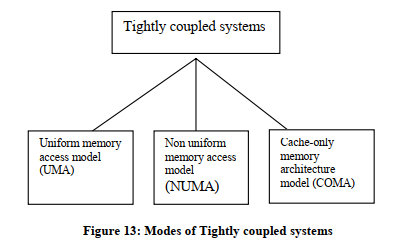 Tightly coupled systems
Uniform memory
access model
(UMA)
Non uniform
memory access
model
(NUMA)
Cache-only
memory
architecture
model (COMA)
Figure 13: Modes of Tightly coupled systems